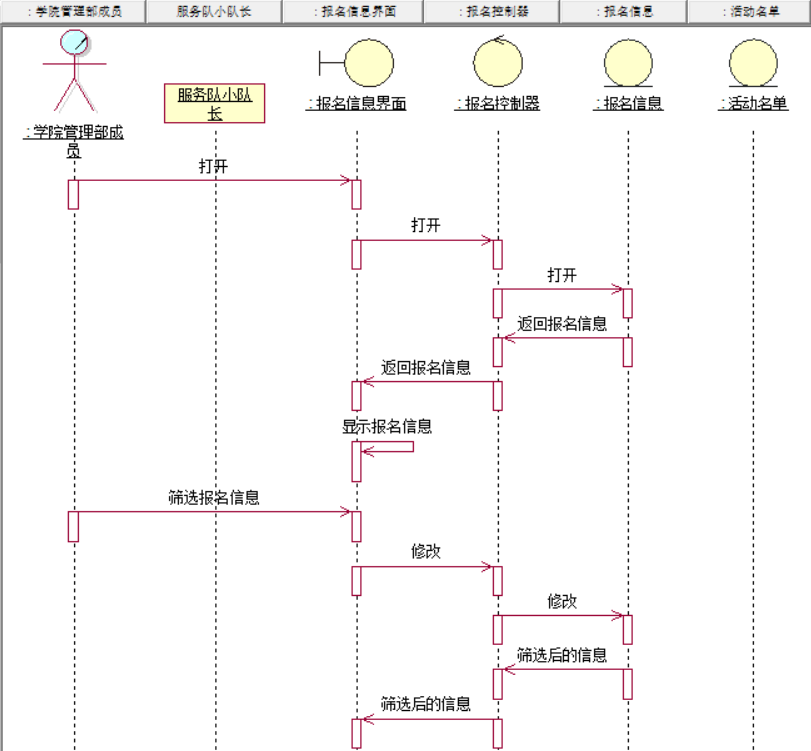 : 学院管理部成员
服务队小队长
: 报名信息界面
: 报名控制器
: 报名信息
: 活动名单
: 学院管理部成
员
服务队小队
长
: 报名信息界面
: 报名控制器
: 报名信息
: 活动名单
打开
打开
打开
返回报名信息
返回报名信息
显示报名信息
筛选报名信息
修改
修改
筛选后的信息
筛选后的信息